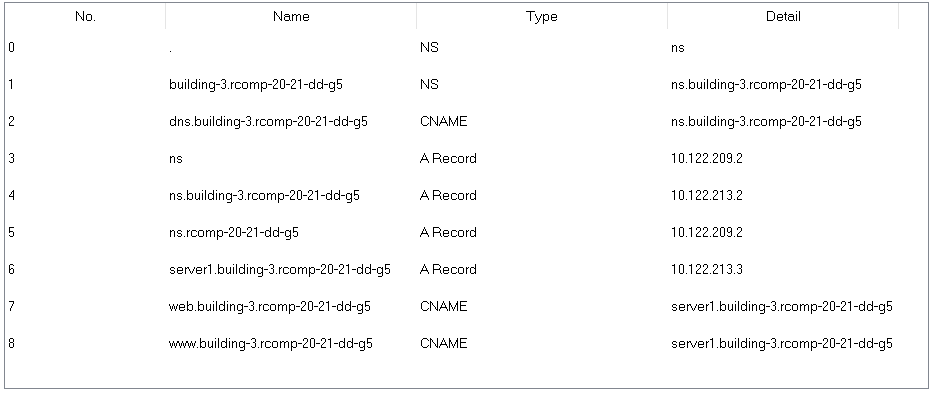 No. Name Type Detail
0 . NS ns
1 building-3.rcomp-20-21-dd-g5 NS ns.building-3.rcomp-20-21-dd-g5
2 dns.building-3.rcomp-20-21-dd-g5 CNAME ns.building-3.rcomp-20-21-dd-g5
3 ns A Record 10.122.209.2
4 ns.building-3.rcomp-20-21-dd-g5 A Record 10.122.213.2
5 ns.rcomp-20-21-dd-g5 A Record 10.122.209.2
6 server1.building-3.rcomp-20-21-dd-g5 A Record 10.122.213.3
7 web.building-3.rcomp-20-21-dd-g5 CNAME server1.building-3.rcomp-20-21-dd-g5
8 www.building-3.rcomp-20-21-dd-g5 CNAME server1.building-3.rcomp-20-21-dd-g5